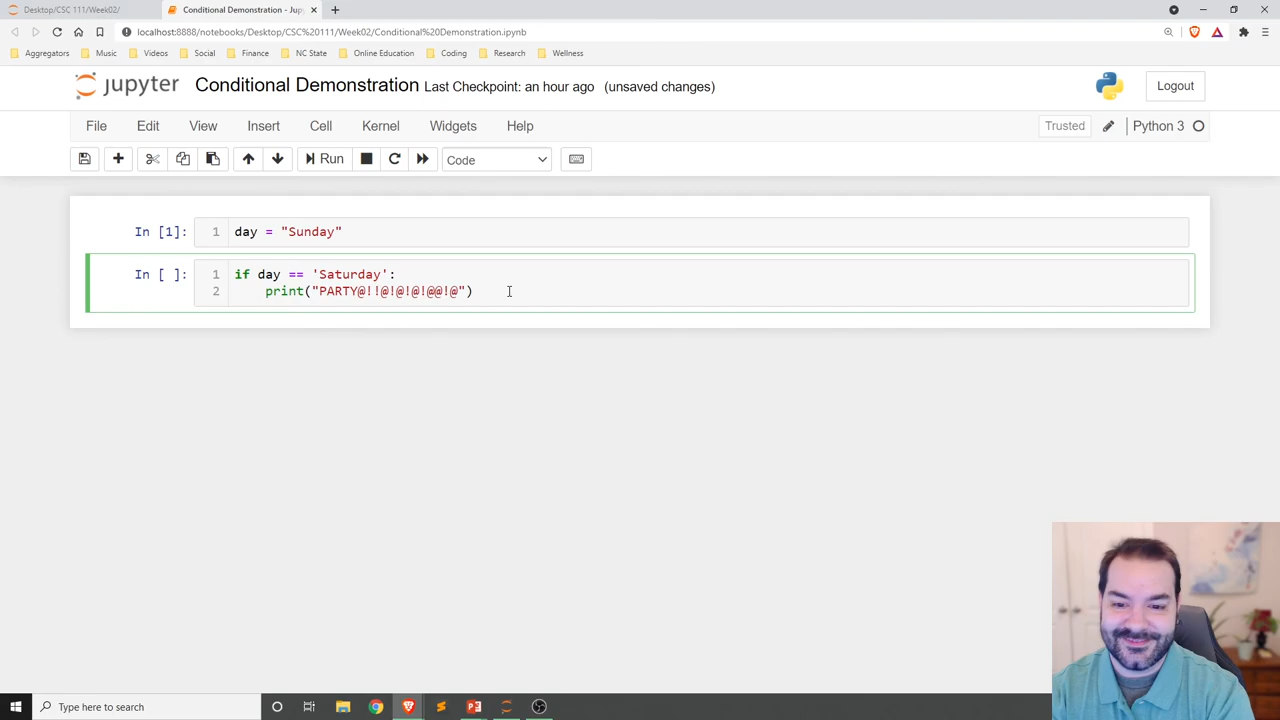 Desktop/CSC 111/Week02/
Conditional Demonstration - Jup
localhost:8888/notebooks/Desktop/CSC%20111/Week02/Conditional%20Demonstration.ipynb
Aggregators Music Videos Social Finance NC State Online Education Coding Research Wellness
jupyter Conditional Demonstration Last Checkpoint: an hour ago (unsaved changes) Logout
File Edit View Insert Cell Kernel Widgets Help Trusted Python 3
Run Code
In [1]: 1 day = "Sunday"
In [ ]: 1 if day == 'Saturday':
2 print("PARTY@!!@!@!@!@@!@")
Type here to search